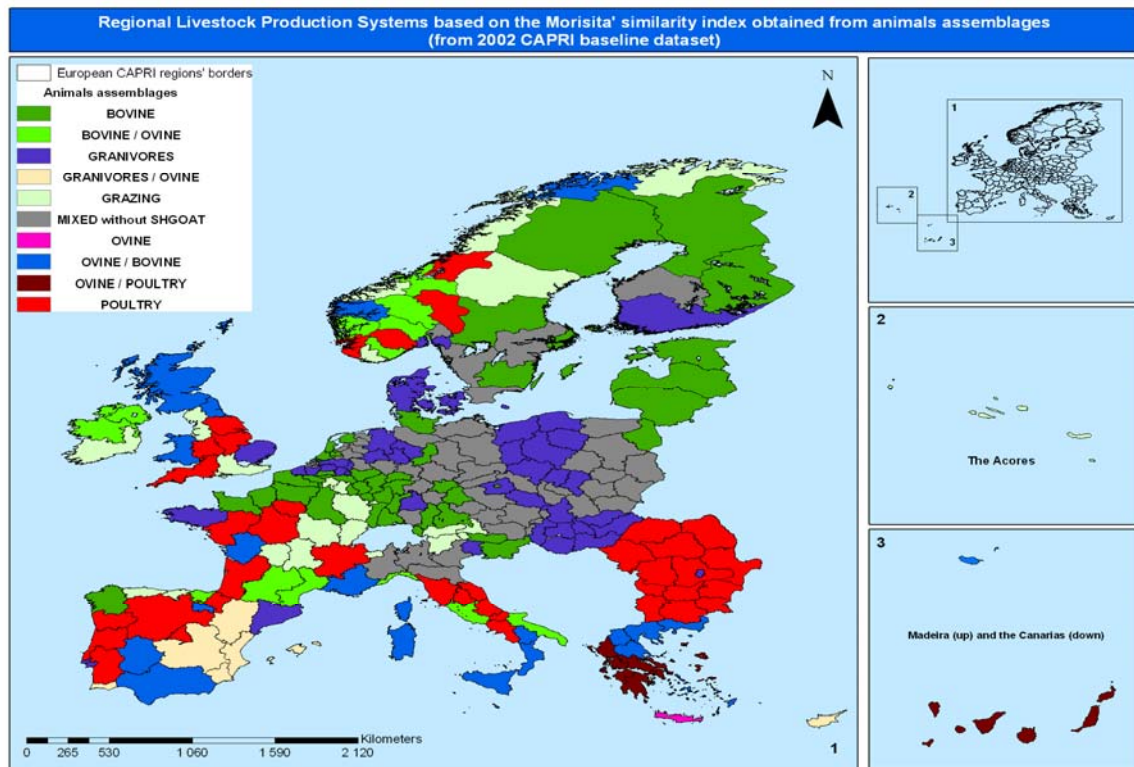 Regional Livestock Production Systems based on the Morisita' similarity index obtained from animals assemblages
(from 2002 CAPRI baseline dataset)
European CAPRI regions' borders
Animals assemblages
BOVINE
BOVINE / OVINE
GRANIVORES
GRANIVORES / OVINE
GRAZING
MIXED without SHGOAT
OVINE
OVINE / BOVINE
OVINE / POULTRY
POULTRY
N
Kilometers
0 265 530 1 060 1 590 2 120
1
1
2
3
2
The Acores
3
Madeira (up) and the Canarias (down)